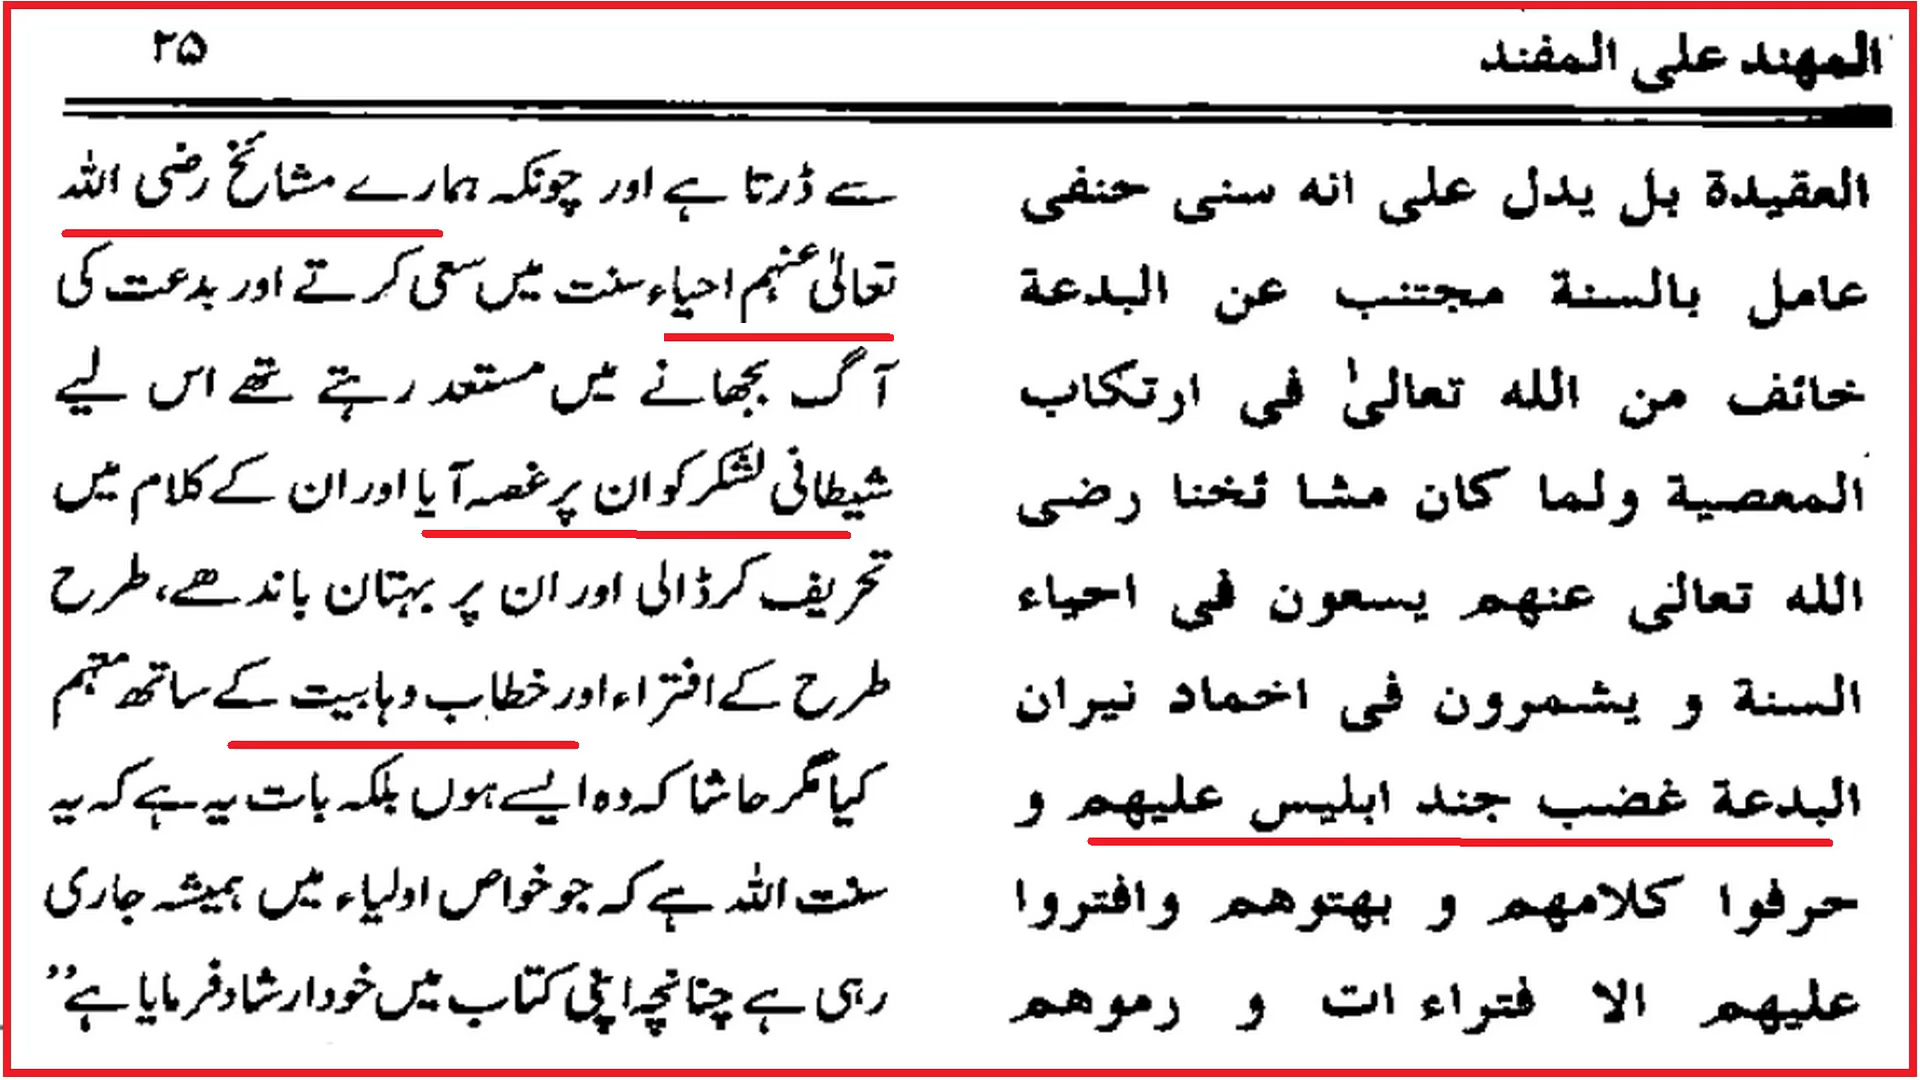 المهند علی المفند
۲۵
العقيدة بل يدل على انه سنى حنفى
عامل بالسنة مجتنب عن البدعة
خائف من الله تعالىٰ فى ارتكاب
المعصية ولما كان مشا ئخنا رضى
الله تعالى عنهم يسعون فى احياء
السنة و يشمرون فى اخماد نيران
البدعة غضب جند ابليس عليهم و
حرفوا كلامهم و بهتوهم وافتروا
عليهم الا فتراء ات و رموهم
سے ڈرتا ہے اور چونکہ ہمارے مشائخ رضی اللہ
تعالیٰ عنہم احیاء سنت میں سعی کرتے اور بدعت کی
آگ بجھانے میں مستعد رہتے تھے اس لیے
شیطانی لشکر کو ان پر غصہ آیا اور ان کے کلام میں
تحریف کر ڈالی اور ان پر بہتان باندھے، طرح
طرح کے افتراء اور خطاب وہابیت کے ساتھ متہم
کیا مگر حاشا کہ وہ ایسے ہوں بلکہ بات یہ ہے کہ یہ
سنت اللہ ہے کہ جو خواص اولیاء میں ہمیشہ جاری
رہی ہے چنانچہ اپنی کتاب میں خود ارشاد فرمایا ہے”